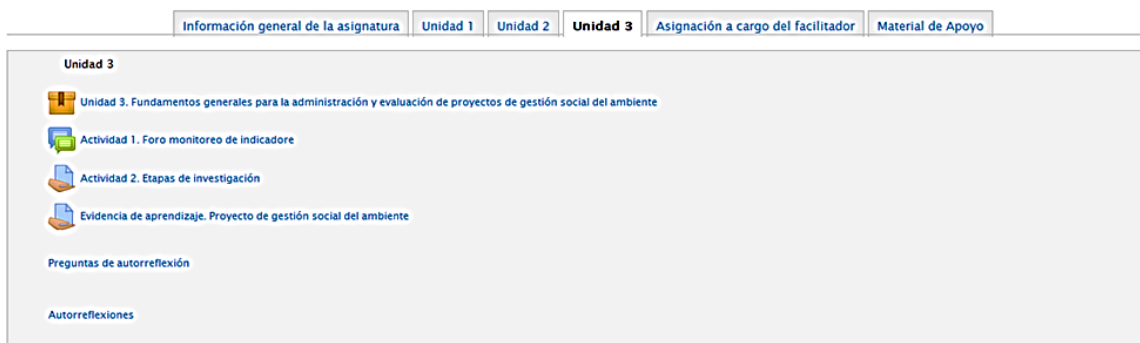 Información general de la asignatura Unidad 1 Unidad 2 Unidad 3 Asignación a cargo del facilitador Material de Apoyo
Unidad 3
Unidad 3. Fundamentos generales para la administración y evaluación de proyectos de gestión social del ambiente
Actividad 1. Foro monitoreo de indicadore
Actividad 2. Etapas de investigación
Evidencia de aprendizaje. Proyecto de gestión social del ambiente
Preguntas de autorreflexión
Autorreflexiones